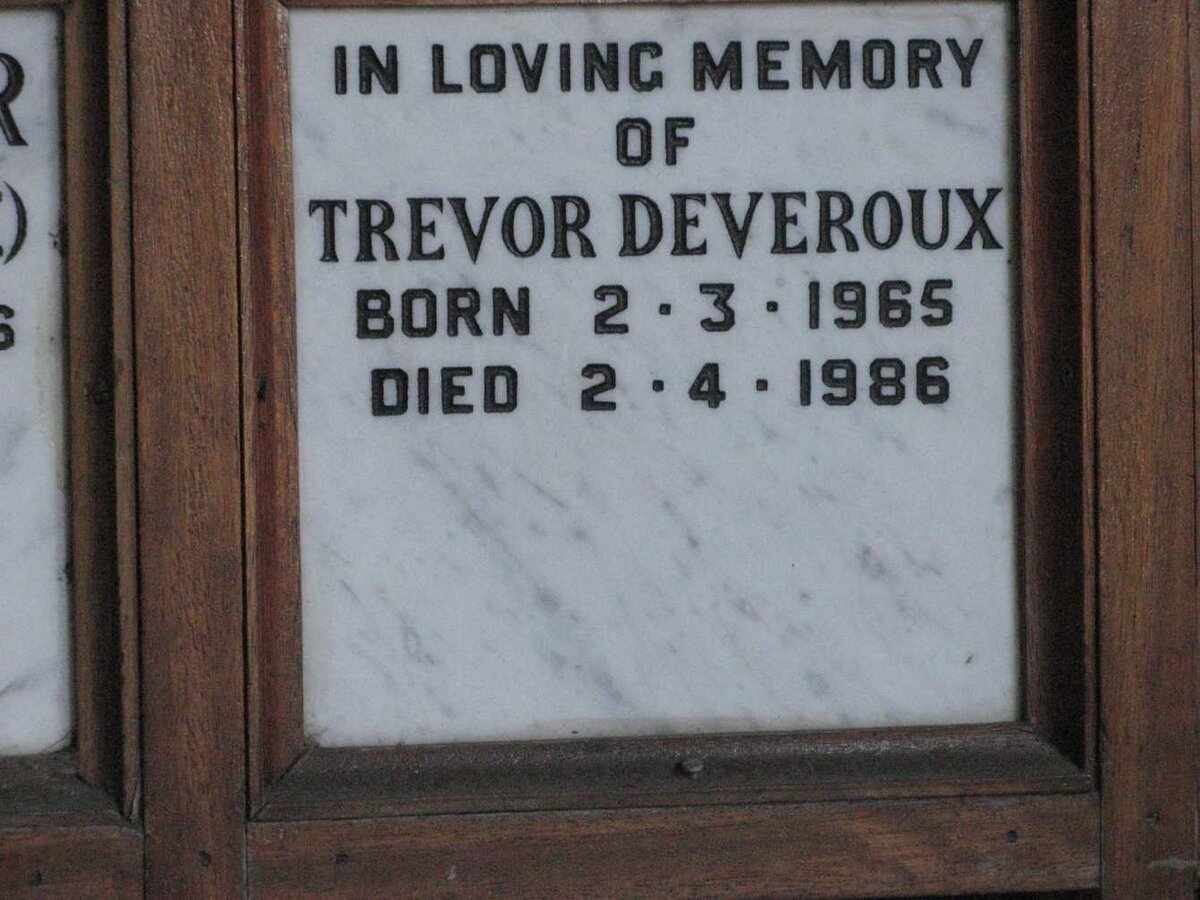 IN LOVING MEMORY
OF
TREVOR DEVEROUX
BORN 2·3·1965
DIED 2·4·1986